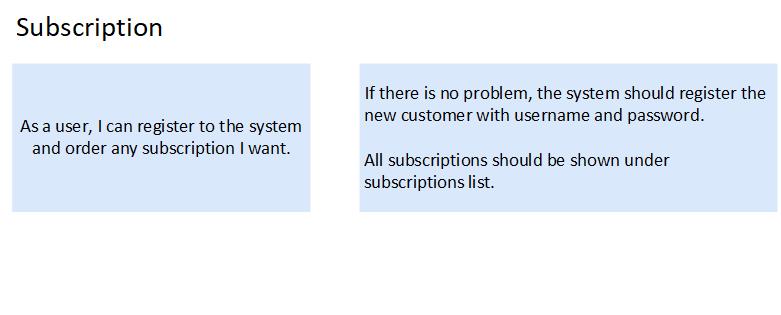 Subscription
As a user, I can register to the system
and order any subscription I want.
If there is no problem, the system should register the
new customer with username and password.
All subscriptions should be shown under
subscriptions list.